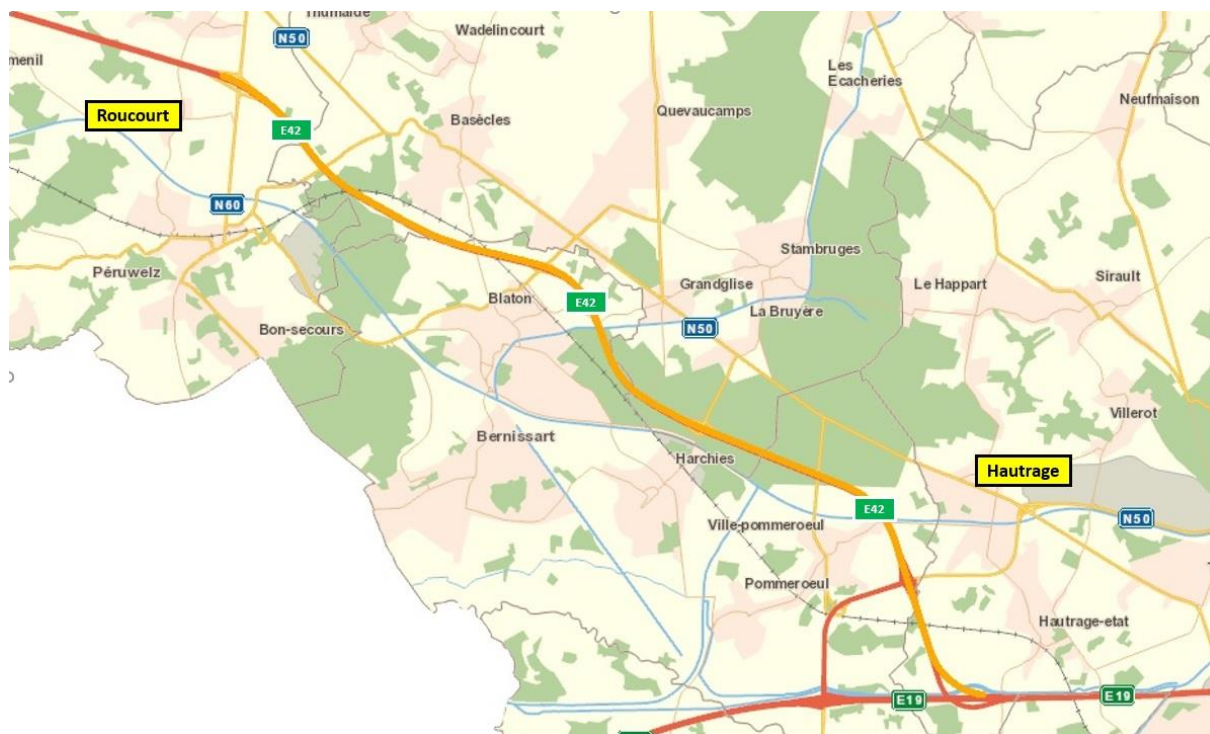 Thumaide
N50
Wadelincourt
Les
Ecacheries
menil
Neufmaison
Roucourt
Quevaucamps
Basècles
E42
N60
Stambruges
Péruwelz
Grandglise
Le Happart
Sirault
Blaton
E42
La Bruyère
Bon-secours
N50
Villerot
Bernissart
Harchies
Hautrage
E42
Ville-pommeroeul
N50
Pommeroeul
Hautrage-etat
E19
E19